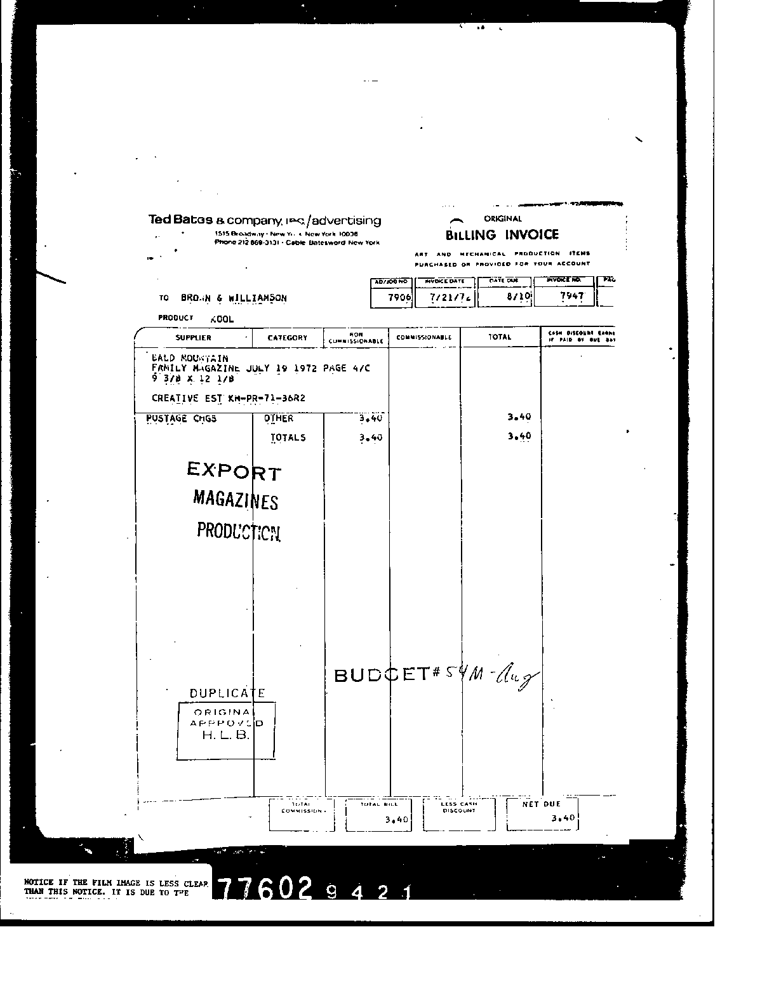 Ted Bates & company, inc./advertising
1515 Broadway · New York New York 10036
Phone 212 869-3131 · Cable Batesword New York
ORIGINAL
BILLING INVOICE
ART AND MECHANICAL PRODUCTION ITEMS
PURCHASED OR PROVIDED FOR YOUR ACCOUNT
AD/JOB NO INVOICE DATE DATE DUE INVOICE NO. PAG
7906 7/21/72 8/10 7947
TO BROWN & WILLIAMSON
PRODUCT KOOL
SUPPLIER CATEGORY NON COMMISSIONABLE COMMISSIONABLE TOTAL CASH DISCOUNT EARNE
IF PAID BY DUE DAT
BALD MOUNTAIN
FAMILY MAGAZINE JULY 19 1972 PAGE 4/C
9 3/8 X 12 1/8
CREATIVE EST KM-PR-71-36R2
POSTAGE CHGS OTHER 3.40 3.40
TOTALS 3.40 3.40
EXPORT
MAGAZINES
PRODUCTION
BUDGET# 54M-Aug
DUPLICATE
ORIGINAL
APPROVED
H. L. B.
TOTAL COMMISSION TOTAL BILL LESS CASH DISCOUNT NET DUE
3.40 3.40
NOTICE IF THE FILM IMAGE IS LESS CLEAR
THAN THIS NOTICE, IT IS DUE TO THE
77602 9421